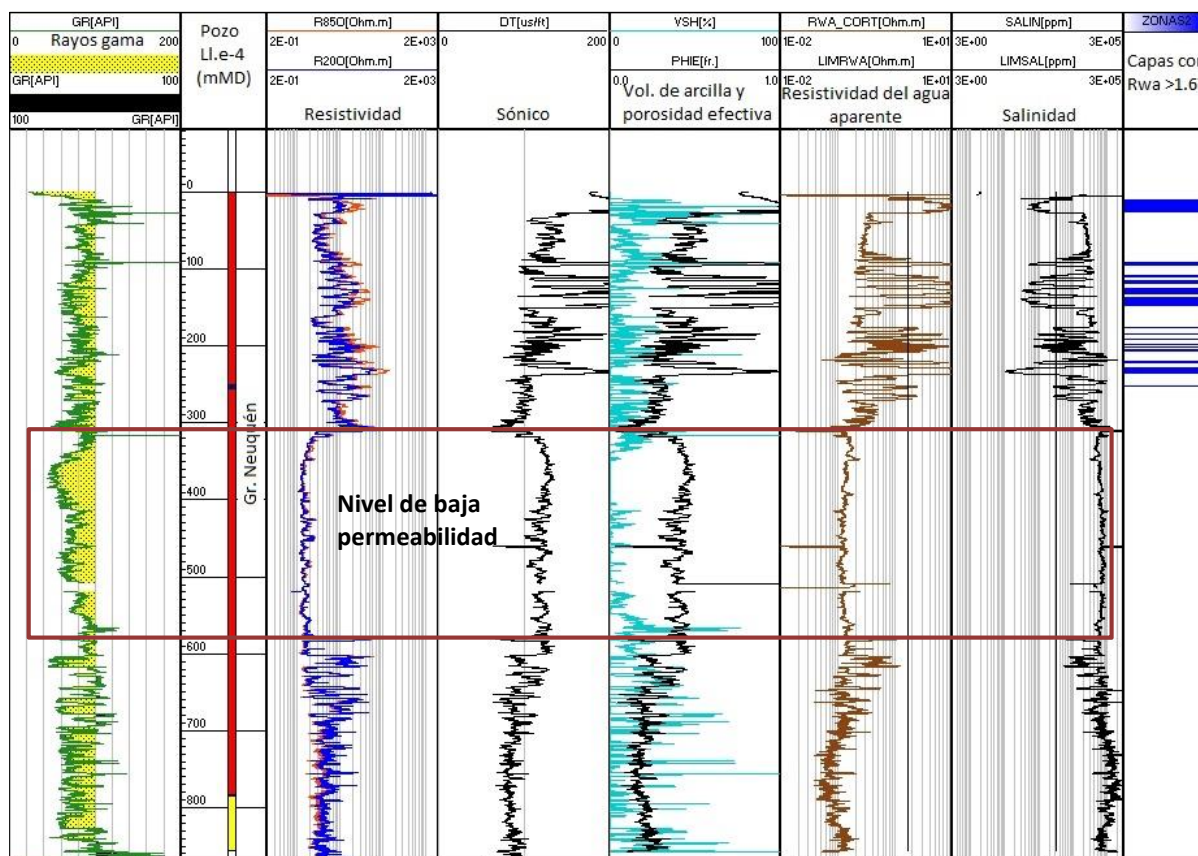 GR[API]
0 Rayos gama 200
GR[API] 100
100 GR[API]
Pozo
Ll.e-4
(mMD)
R85O[Ohm.m]
2E-01 2E+03
R20O[Ohm.m]
2E-01 2E+03
Resistividad
DT[us/ft]
0 200
Sónico
VSH[%]
0 100
PHIE[fr.]
0.0 1.0
Vol. de arcilla y
porosidad efectiva
RWA_CORT[Ohm.m]
1E-02 1E+01
LIMRWA[Ohm.m]
1E-02 1E+01
Resistividad del agua
aparente
SALIN[ppm]
3E+00 3E+05
LIMSAL[ppm]
3E+00 3E+05
Salinidad
ZONAS2
Capas con
Rwa >1.6
0
100
200
300
400
500
600
700
800
Gr. Neuquén
Nivel de baja
permeabilidad